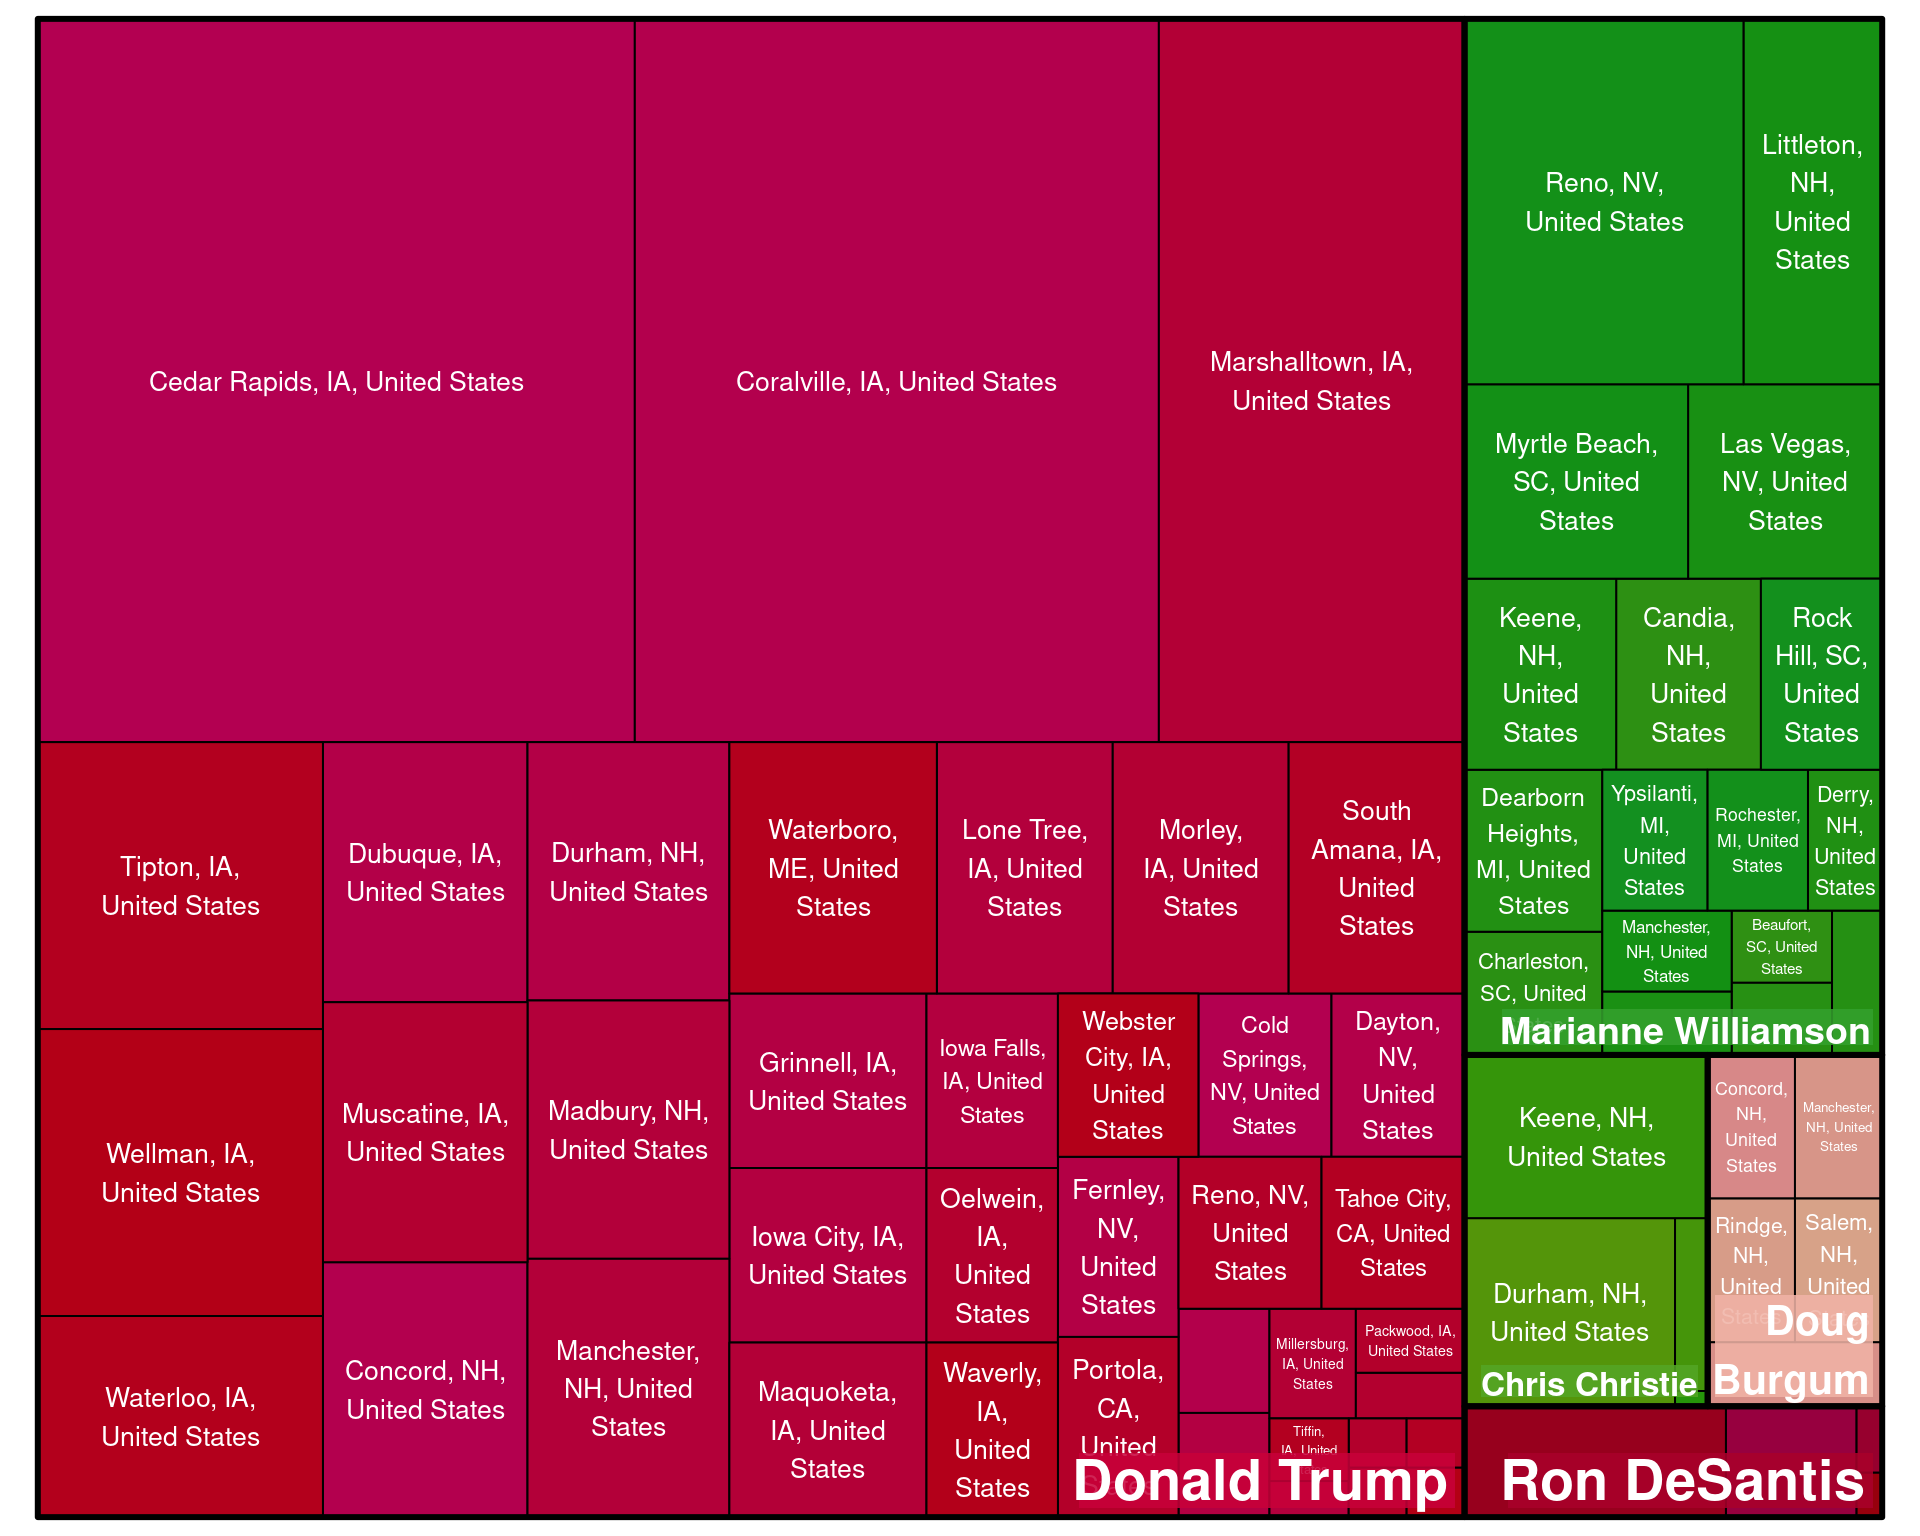 Cedar Rapids, IA, United States
Coralville, IA, United States
Marshalltown, IA,
United States
Tipton, IA,
United States
Wellman, IA,
United States
Waterloo, IA,
United States
Dubuque, IA,
United States
Muscatine, IA,
United States
Concord, NH,
United States
Durham, NH,
United States
Madbury, NH,
United States
Manchester,
NH, United
States
Waterboro,
ME, United
States
Lone Tree,
IA, United
States
Morley,
IA, United
States
South
Amana, IA,
United
States
Grinnell, IA,
United States
Iowa City, IA,
United States
Maquoketa,
IA, United
States
Iowa Falls,
IA, United
States
Oelwein,
IA,
United
States
Waverly,
IA,
United
States
Webster
City, IA,
United
States
Cold
Springs,
NV, United
States
Dayton,
NV,
United
States
Fernley,
NV,
United
States
Portola,
CA,
United
States
Reno, NV,
United
States
Tahoe City,
CA, United
States
Millersburg,
IA, United
States
Packwood, IA,
United States
Tiffin,
IA, United
Donald Trump
Reno, NV,
United States
Littleton,
NH,
United
States
Myrtle Beach,
SC, United
States
Las Vegas,
NV, United
States
Keene,
NH,
United
States
Candia,
NH,
United
States
Rock
Hill, SC,
United
States
Dearborn
Heights,
MI, United
States
Charleston,
SC, United
Ypsilanti,
MI,
United
States
Rochester,
MI, United
States
Derry,
NH,
United
States
Manchester,
NH, United
States
Beaufort,
SC, United
States
Marianne Williamson
Keene, NH,
United States
Durham, NH,
United States
Chris Christie
Concord,
NH,
United
States
Manchester,
NH, United
States
Rindge,
NH,
United
States
Salem,
NH,
United
Doug
Burgum
Ron DeSantis